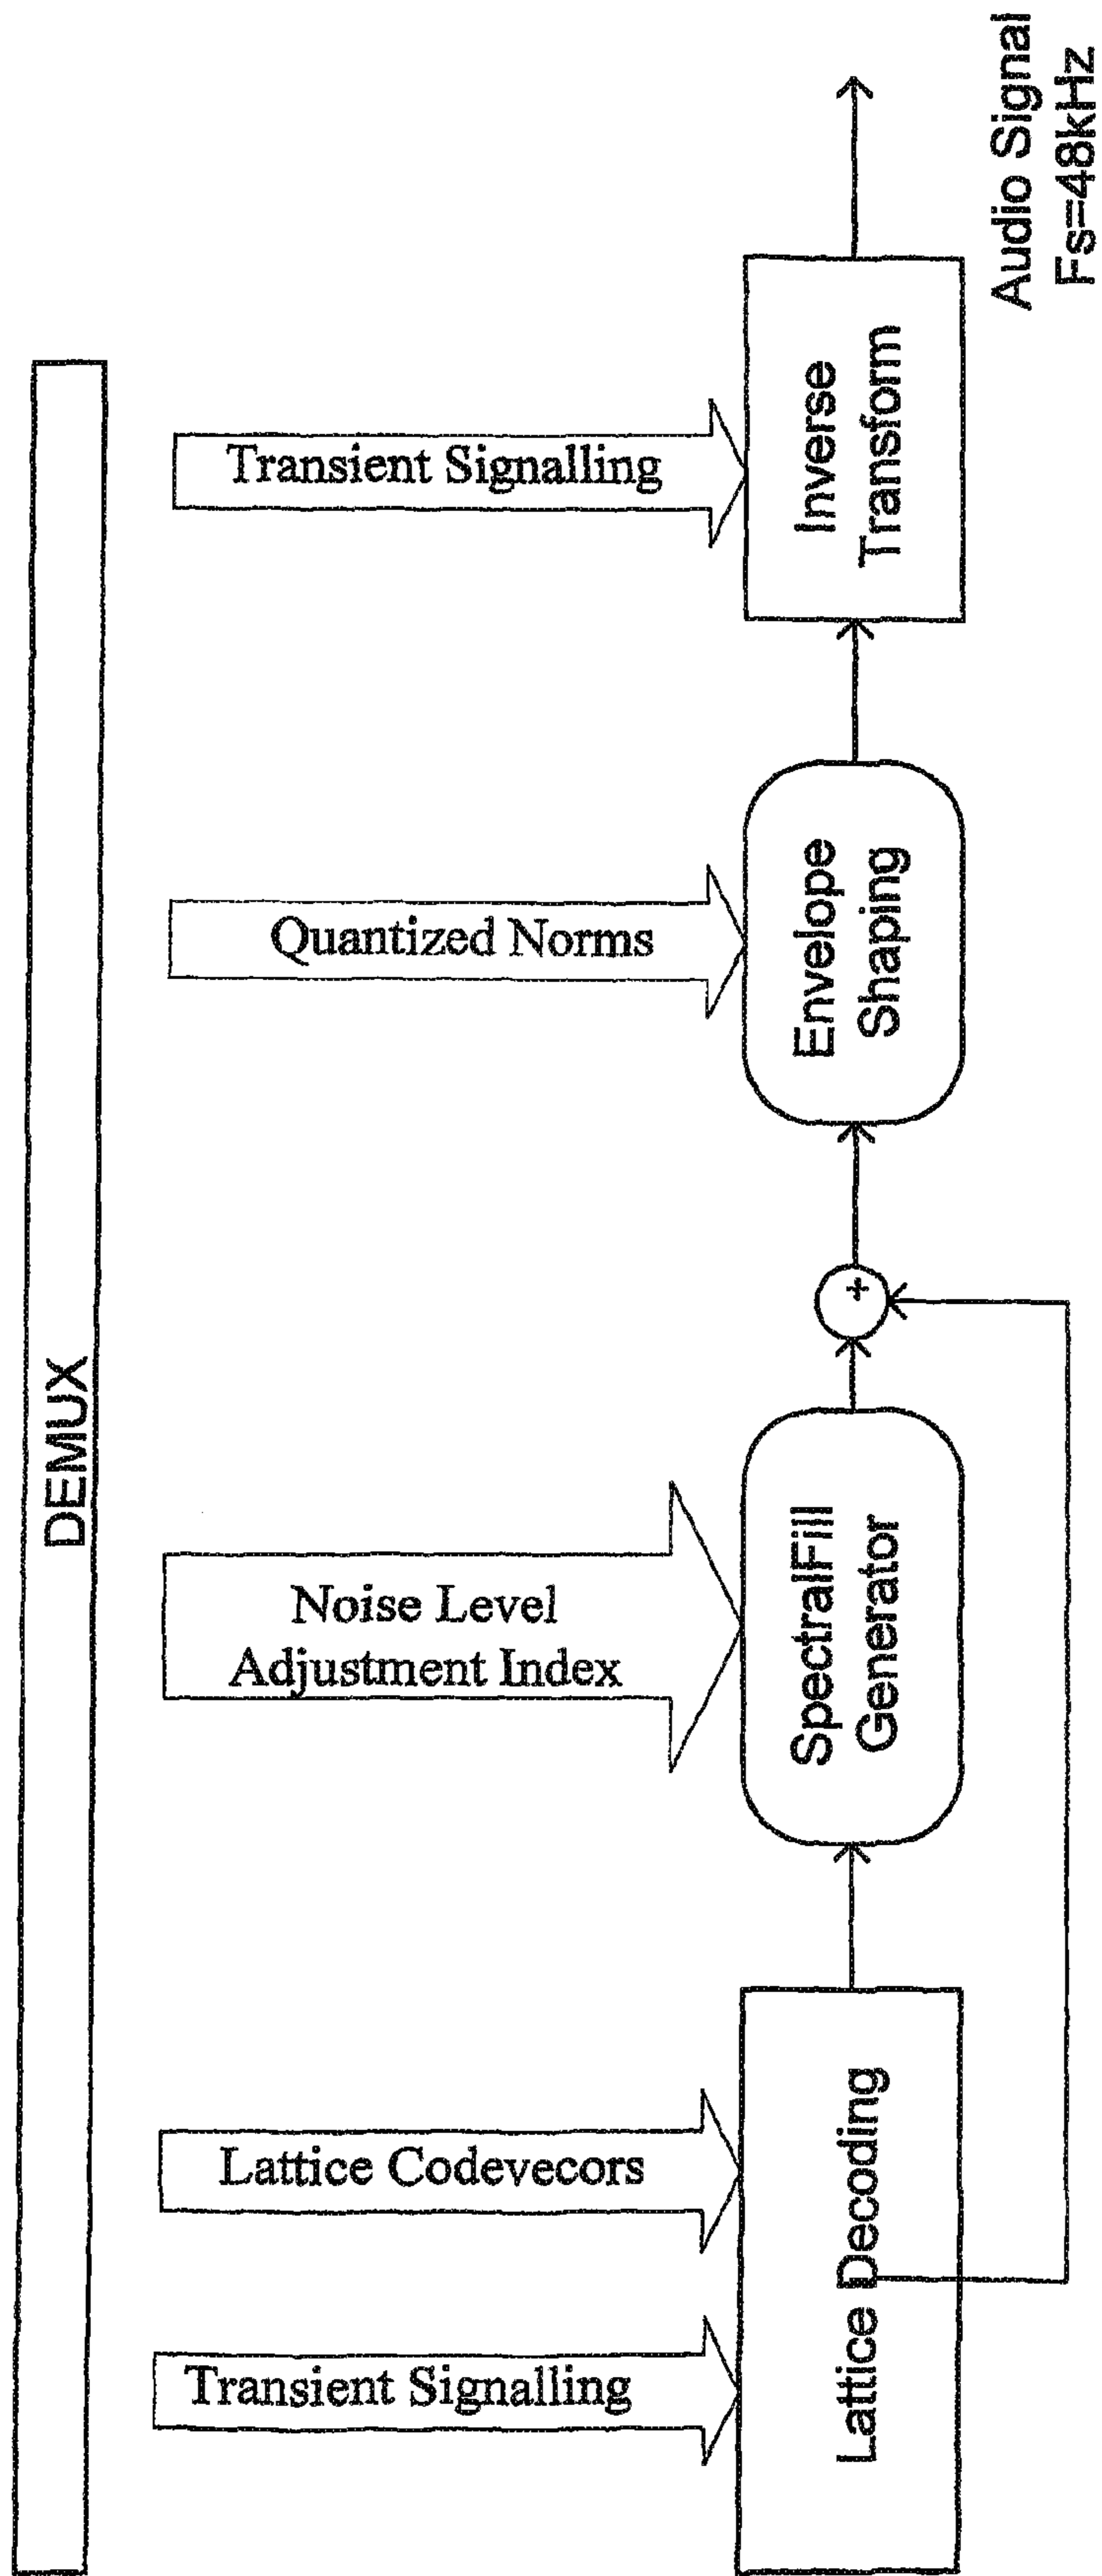 DEMUX
Transient Signalling
Lattice Codevecors
Noise Level
Adjustment Index
Quantized Norms
Transient Signalling
Lattice Decoding
SpectralFill
Generator
+
Envelope
Shaping
Inverse
Transform
Audio Signal
Fs=48kHz